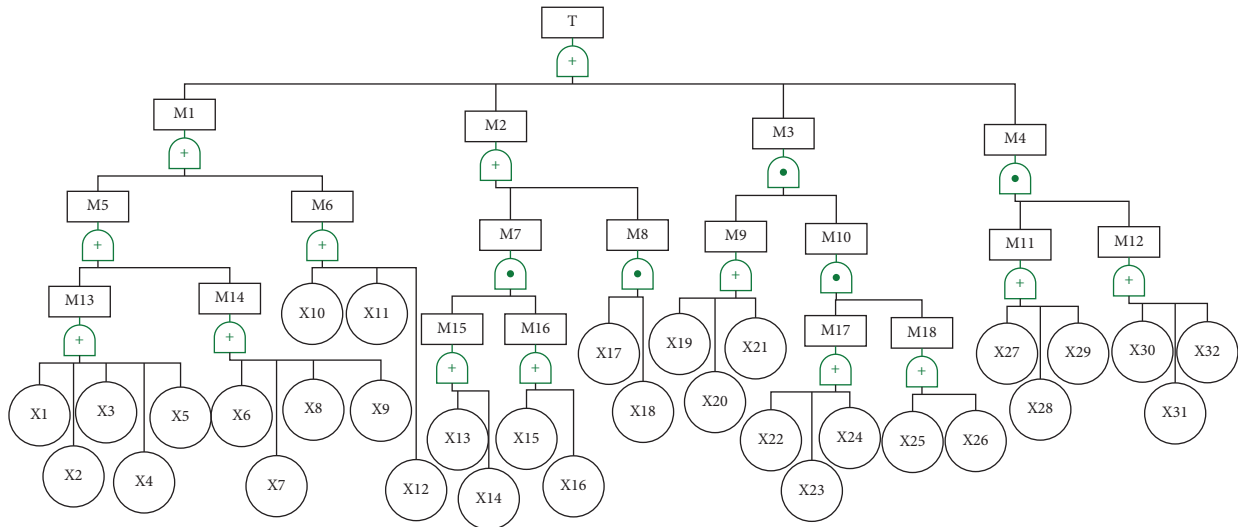 T
+
M1 M2 M3 M4
+ + • •
M5 M6 M7 M8 M9 M10 M11 M12
+ + • • + • + +
M13 M14 X10 X11 M15 M16 X17 X19 X21 M17 M18 X27 X29 X30 X32
+ + + + X18 X20 + + X28 X31
X1 X3 X5 X6 X8 X9 X13 X15 X22 X24 X25 X26
X2 X4 X7 X12 X14 X16 X23